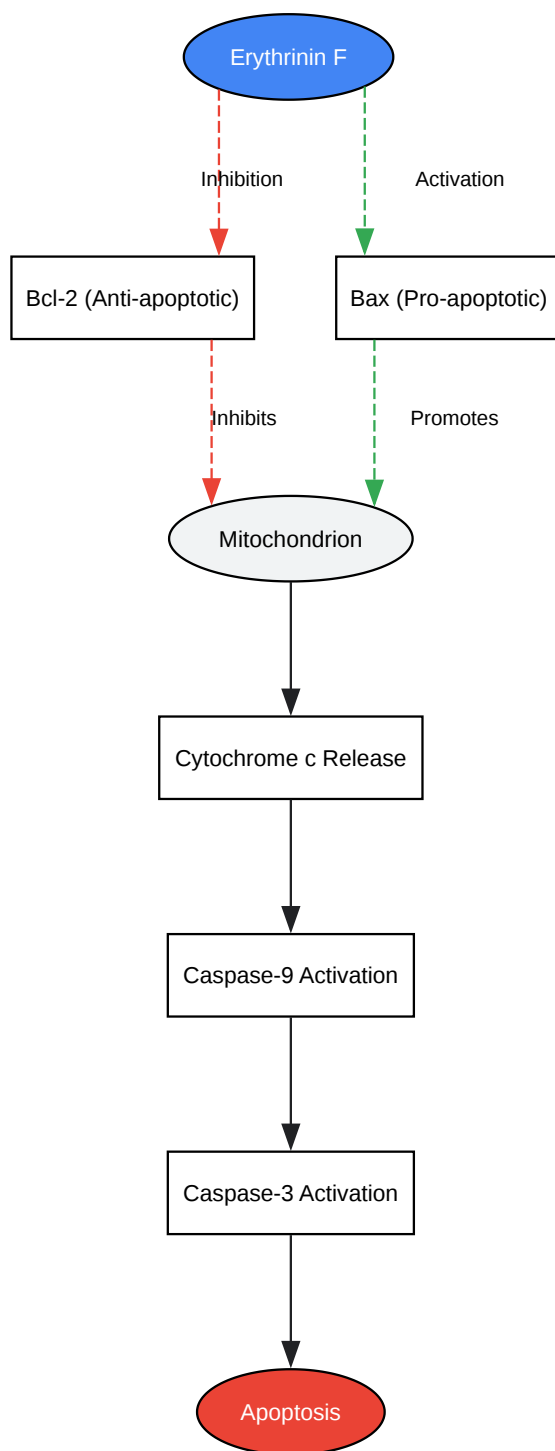 Erythrinin F
Inhibition
Activation
Bcl-2 (Anti-apoptotic)
Bax (Pro-apoptotic)
Inhibits
Promotes
Mitochondrion
Cytochrome c Release
Caspase-9 Activation
Caspase-3 Activation
Apoptosis